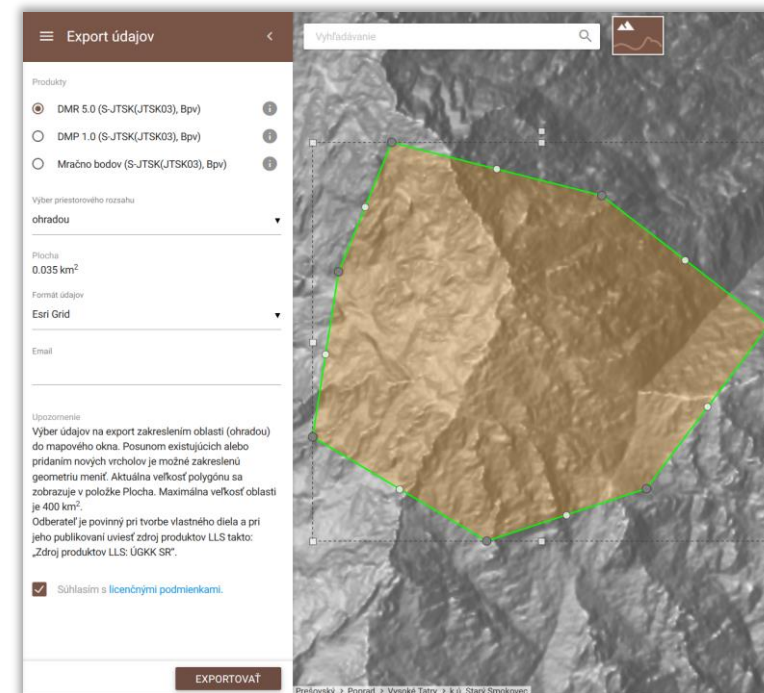 Export údajov
Vyhľadávanie
Produkty
DMR 5.0 (S-JTSK(JTSK03), Bpv)
DMP 1.0 (S-JTSK(JTSK03), Bpv)
Mračno bodov (S-JTSK(JTSK03), Bpv)
Výber priestorového rozsahu
ohradou
Plocha
0.035 km²
Formát údajov
Esri Grid
Email
Upozornenie
Výber údajov na export zakreslením oblasti (ohradou)
do mapového okna. Posunom existujúcich alebo
pridaním nových vrcholov je možné zakreslenú
geometriu meniť. Aktuálna veľkosť polygónu sa
zobrazuje v položke Plocha. Maximálna veľkosť oblasti
je 400 km².
Odberateľ je povinný pri tvorbe vlastného diela a pri
jeho publikovaní uviesť zdroj produktov LLS takto:
„Zdroj produktov LLS: ÚGKK SR“.
Súhlasím s licenčnými podmienkami.
EXPORTOVAŤ
Prešovský > Poprad > Vysoké Tatry > k.ú. Starý Smokovec